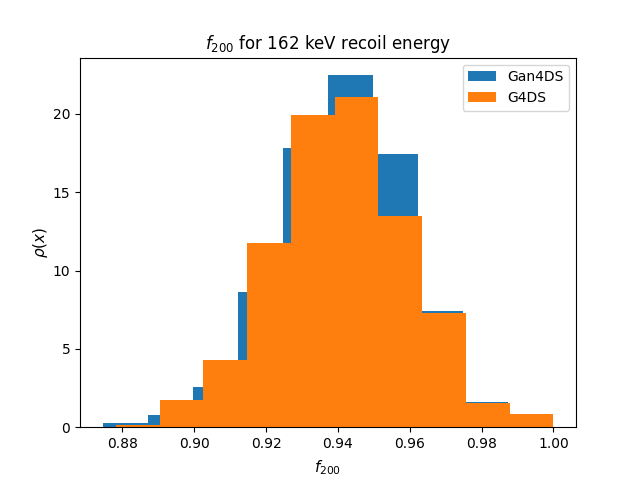 f₂₀₀ for 162 keV recoil energy
Gan4DS
G4DS
ρ(x)
20
15
10
5
0
0.88 0.90 0.92 0.94 0.96 0.98 1.00
f₂₀₀